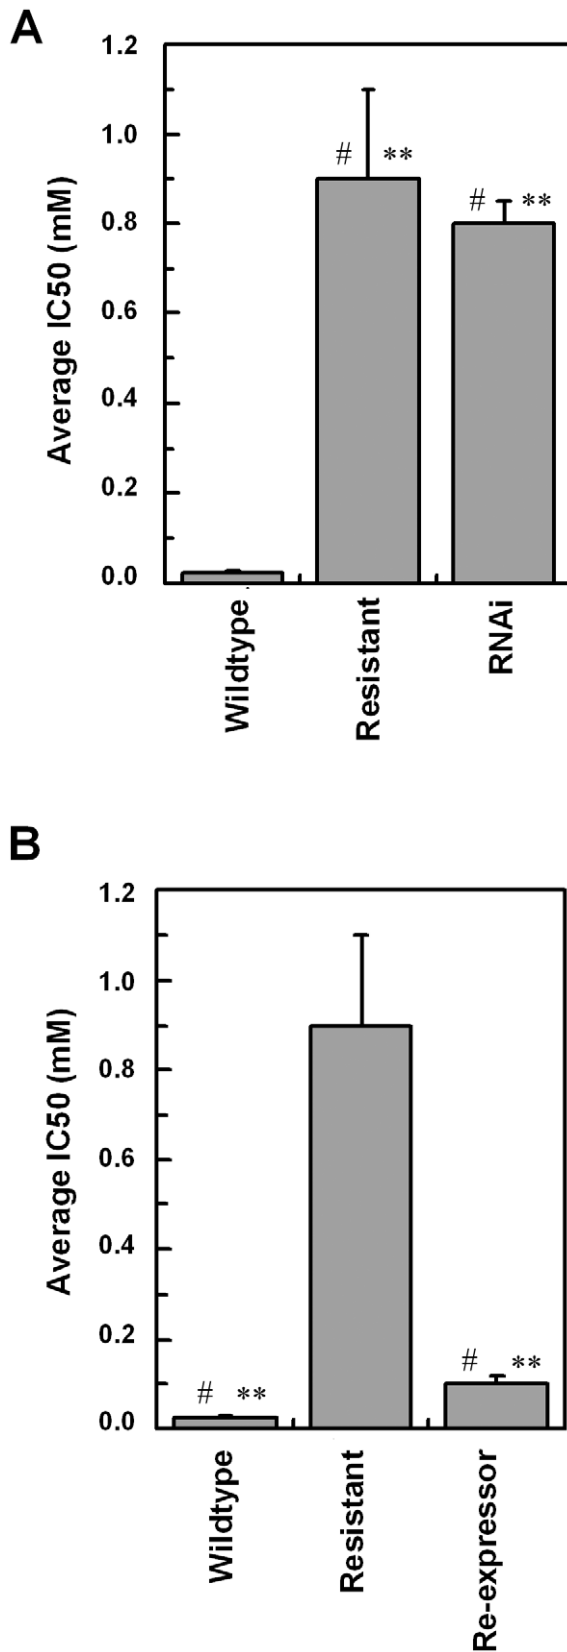 A
Average IC50 (mM)
1.2
1.0
0.8
0.6
0.4
0.2
0.0
# **
# **
Wildtype
Resistant
RNAi
B
Average IC50 (mM)
1.2
1.0
0.8
0.6
0.4
0.2
0.0
# **
# **
Wildtype
Resistant
Re-expressor